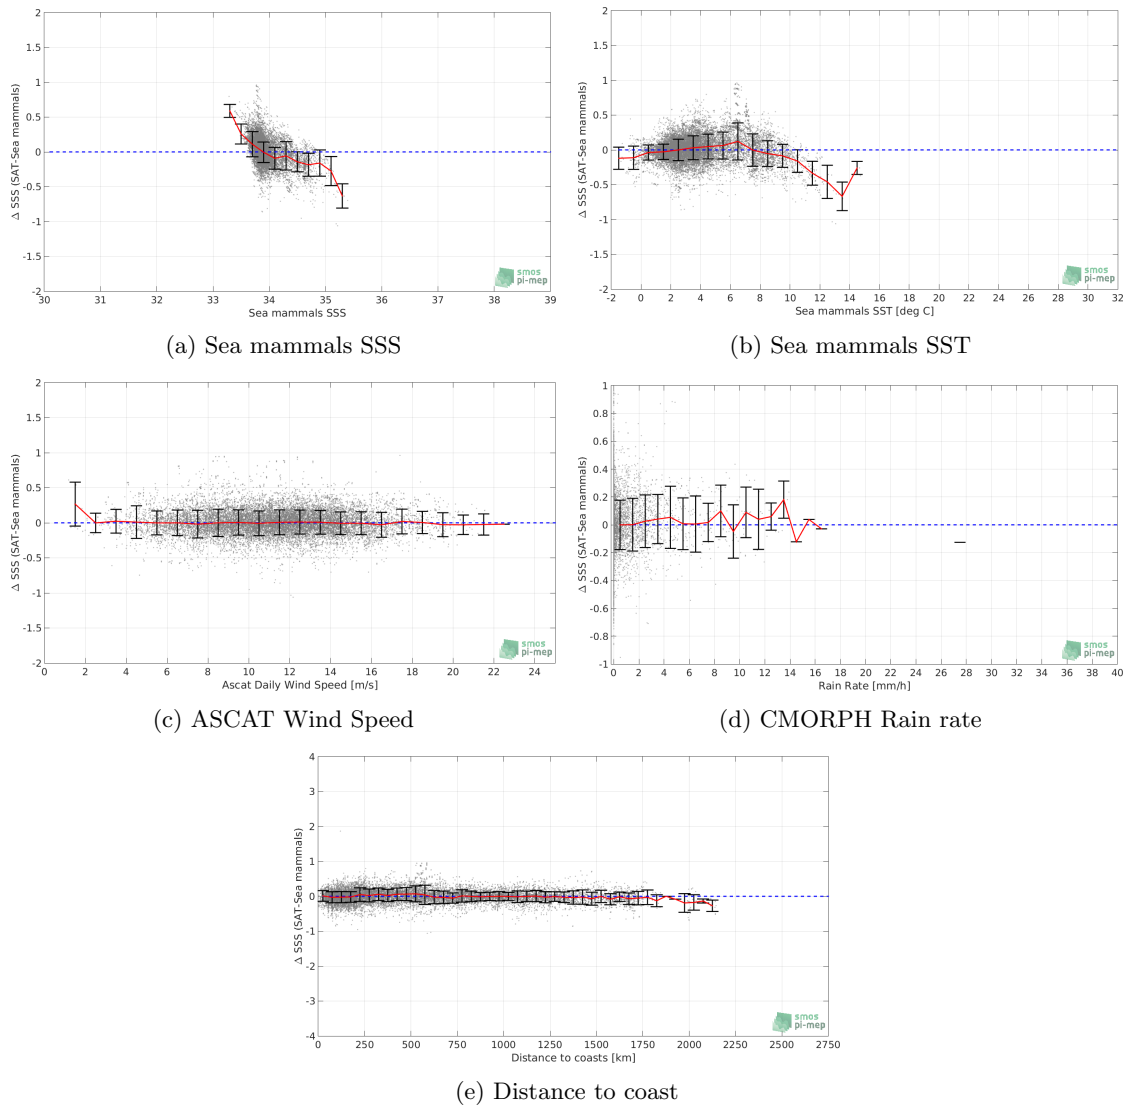 2
1.5
1
0.5
0
-0.5
-1
-1.5
-2
Δ SSS (SAT-Sea mammals)
30 31 32 33 34 35 36 37 38 39
Sea mammals SSS
smos
pi-mep
(a) Sea mammals SSS
2
1.5
1
0.5
0
-0.5
-1
-1.5
-2
Δ SSS (SAT-Sea mammals)
-2 0 2 4 6 8 10 12 14 16 18 20 22 24 26 28 30 32
Sea mammals SST [deg C]
smos
pi-mep
(b) Sea mammals SST
2
1.5
1
0.5
0
-0.5
-1
-1.5
-2
Δ SSS (SAT-Sea mammals)
0 2 4 6 8 10 12 14 16 18 20 22 24
Ascat Daily Wind Speed [m/s]
smos
pi-mep
(c) ASCAT Wind Speed
1
0.8
0.6
0.4
0.2
0
-0.2
-0.4
-0.6
-0.8
-1
Δ SSS (SAT-Sea mammals)
0 2 4 6 8 10 12 14 16 18 20 22 24 26 28 30 32 34 36 38 40
Rain Rate [mm/h]
smos
pi-mep
(d) CMORPH Rain rate
4
3
2
1
0
-1
-2
-3
-4
Δ SSS (SAT-Sea mammals)
0 250 500 750 1000 1250 1500 1750 2000 2250 2500 2750
Distance to coasts [km]
smos
pi-mep
(e) Distance to coast